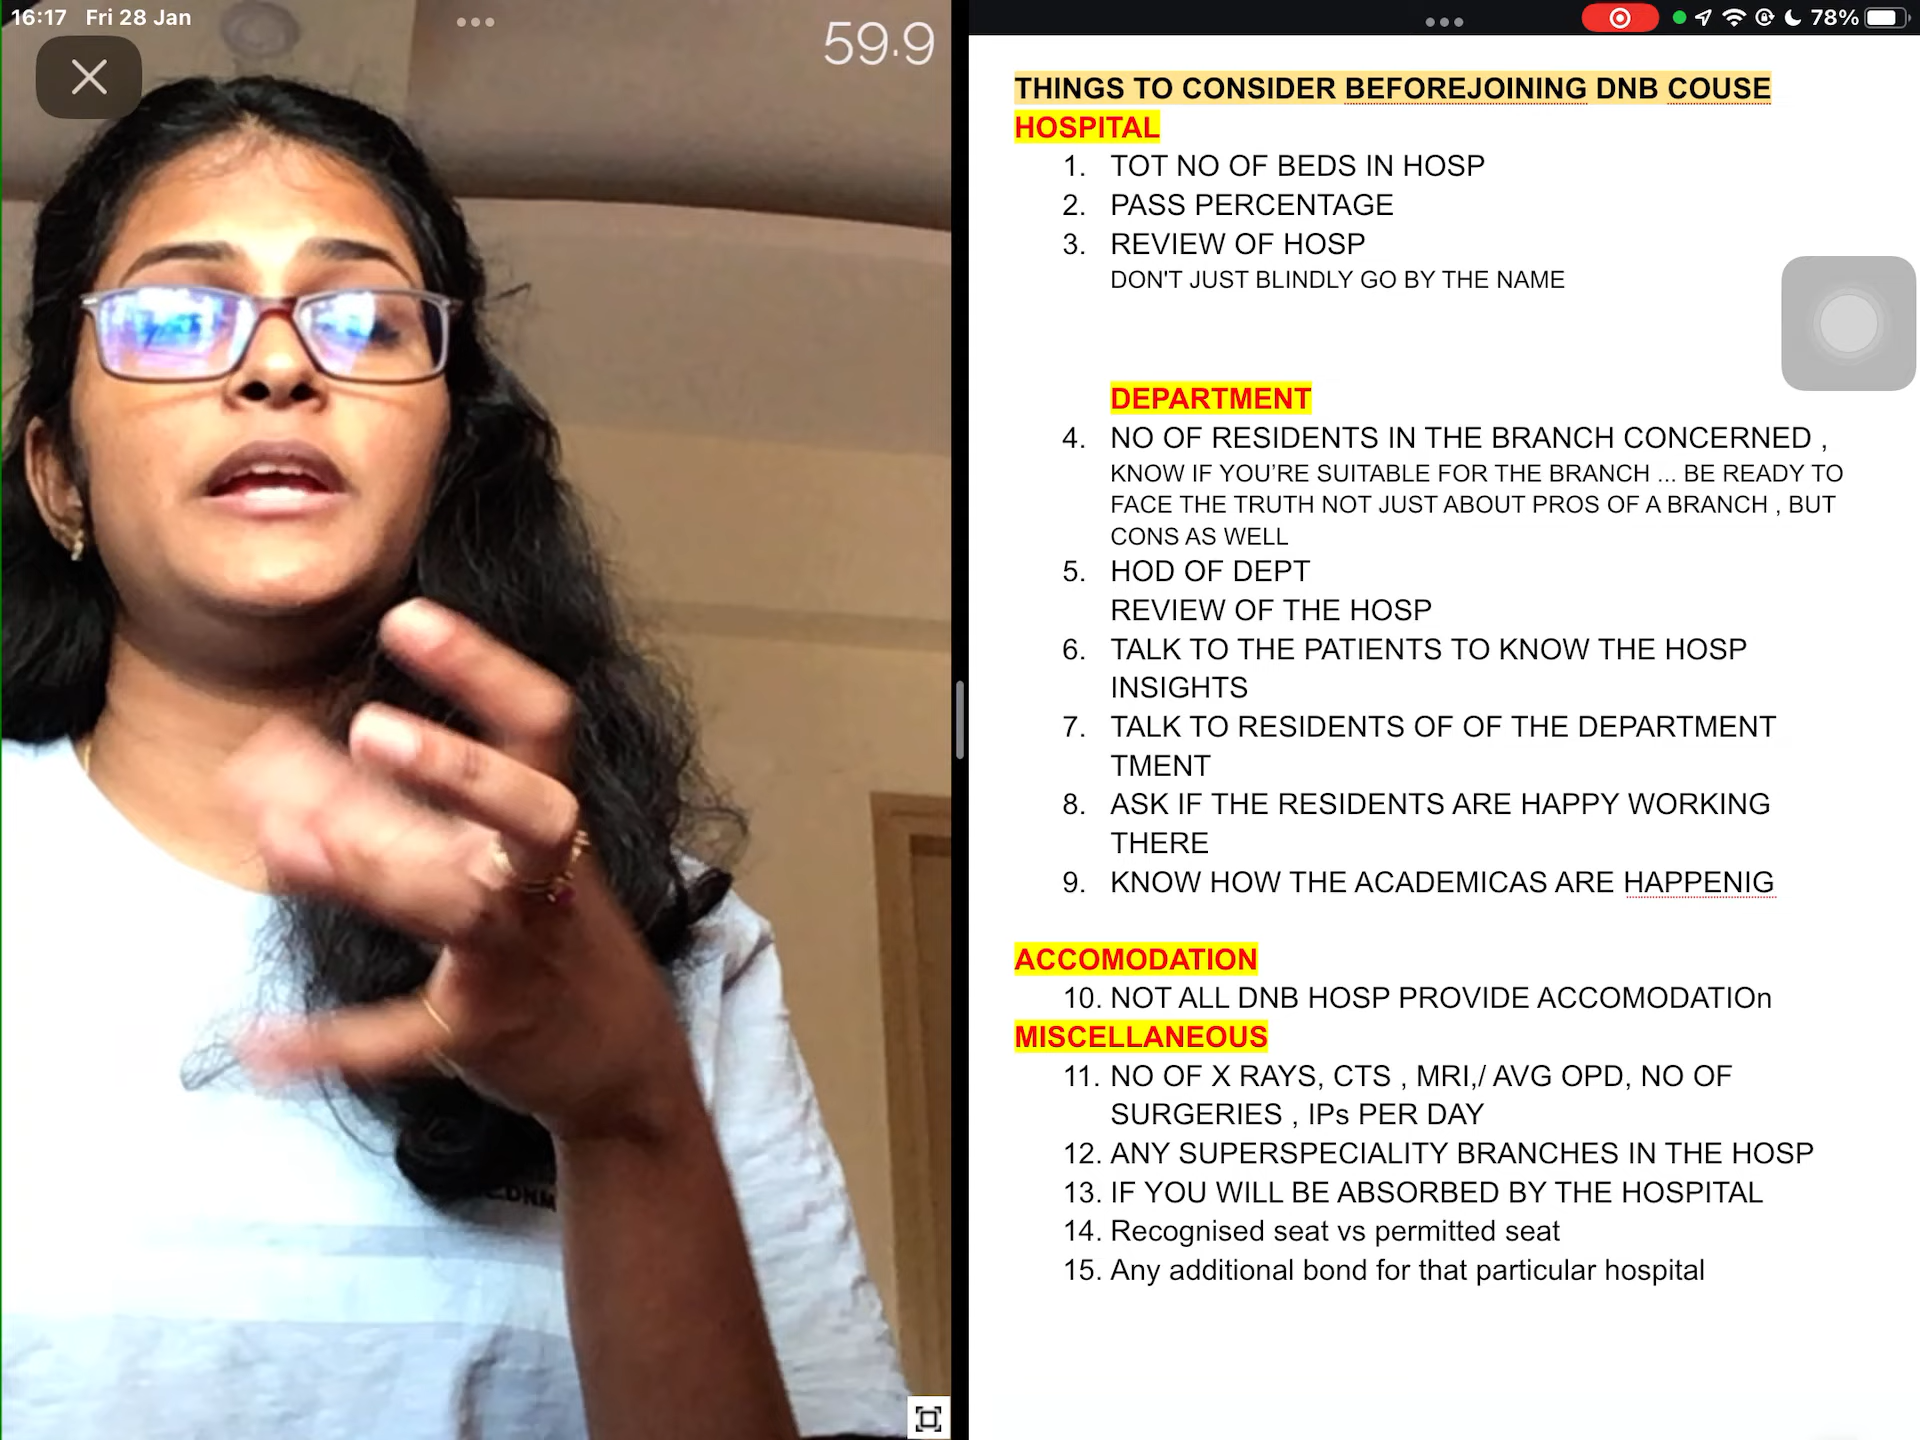 16:17 Fri 28 Jan
59.9
78%
THINGS TO CONSIDER BEFOREJOINING DNB COUSE
HOSPITAL
1. TOT NO OF BEDS IN HOSP
2. PASS PERCENTAGE
3. REVIEW OF HOSP
DON'T JUST BLINDLY GO BY THE NAME
DEPARTMENT
4. NO OF RESIDENTS IN THE BRANCH CONCERNED ,
KNOW IF YOU’RE SUITABLE FOR THE BRANCH ... BE READY TO
FACE THE TRUTH NOT JUST ABOUT PROS OF A BRANCH , BUT
CONS AS WELL
5. HOD OF DEPT
REVIEW OF THE HOSP
6. TALK TO THE PATIENTS TO KNOW THE HOSP
INSIGHTS
7. TALK TO RESIDENTS OF OF THE DEPARTMENT
TMENT
8. ASK IF THE RESIDENTS ARE HAPPY WORKING
THERE
9. KNOW HOW THE ACADEMICAS ARE HAPPENIG
ACCOMODATION
10. NOT ALL DNB HOSP PROVIDE ACCOMODATIOn
MISCELLANEOUS
11. NO OF X RAYS, CTS , MRI,/ AVG OPD, NO OF
SURGERIES , IPs PER DAY
12. ANY SUPERSPECIALITY BRANCHES IN THE HOSP
13. IF YOU WILL BE ABSORBED BY THE HOSPITAL
14. Recognised seat vs permitted seat
15. Any additional bond for that particular hospital